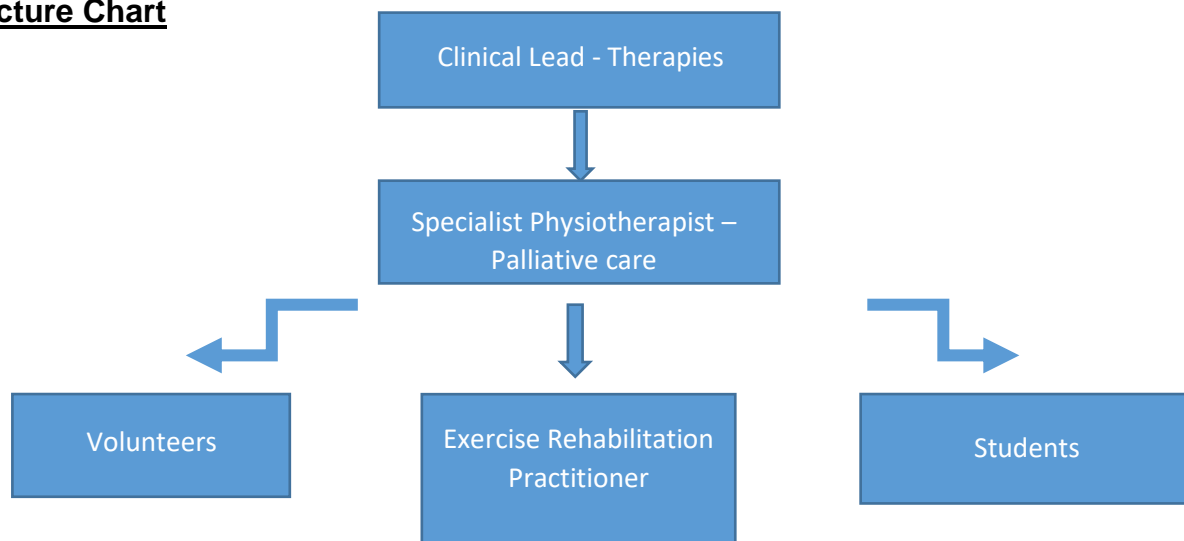 cture Chart
Clinical Lead - Therapies
Specialist Physiotherapist –
Palliative care
Volunteers
Exercise Rehabilitation
Practitioner
Students